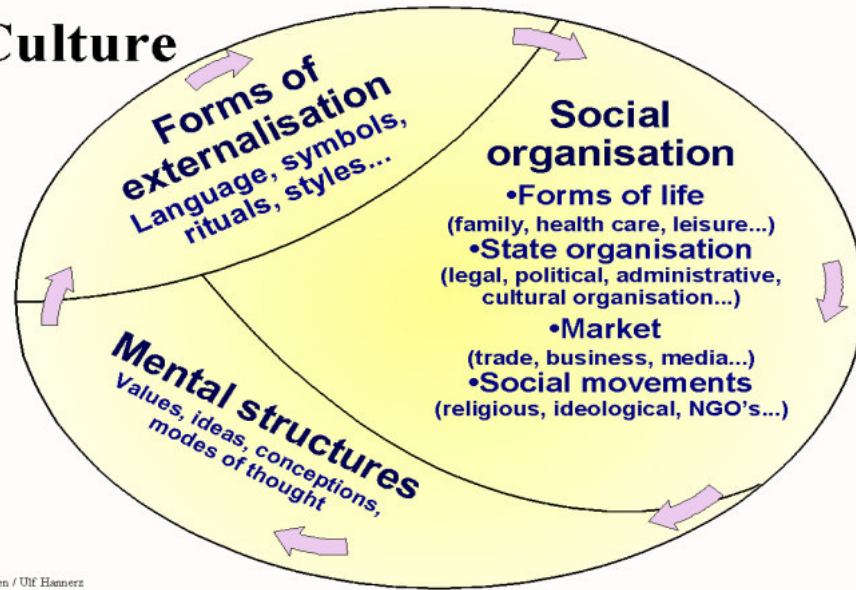 Culture
Forms of
externalisation
Language, symbols,
rituals, styles...
Social
organisation
•Forms of life
(family, health care, leisure...)
•State organisation
(legal, political, administrative,
cultural organisation...)
•Market
(trade, business, media...)
•Social movements
(religious, ideological, NGO's...)
Mental structures
Values, ideas, conceptions,
modes of thought
/ Ulf Hannerz